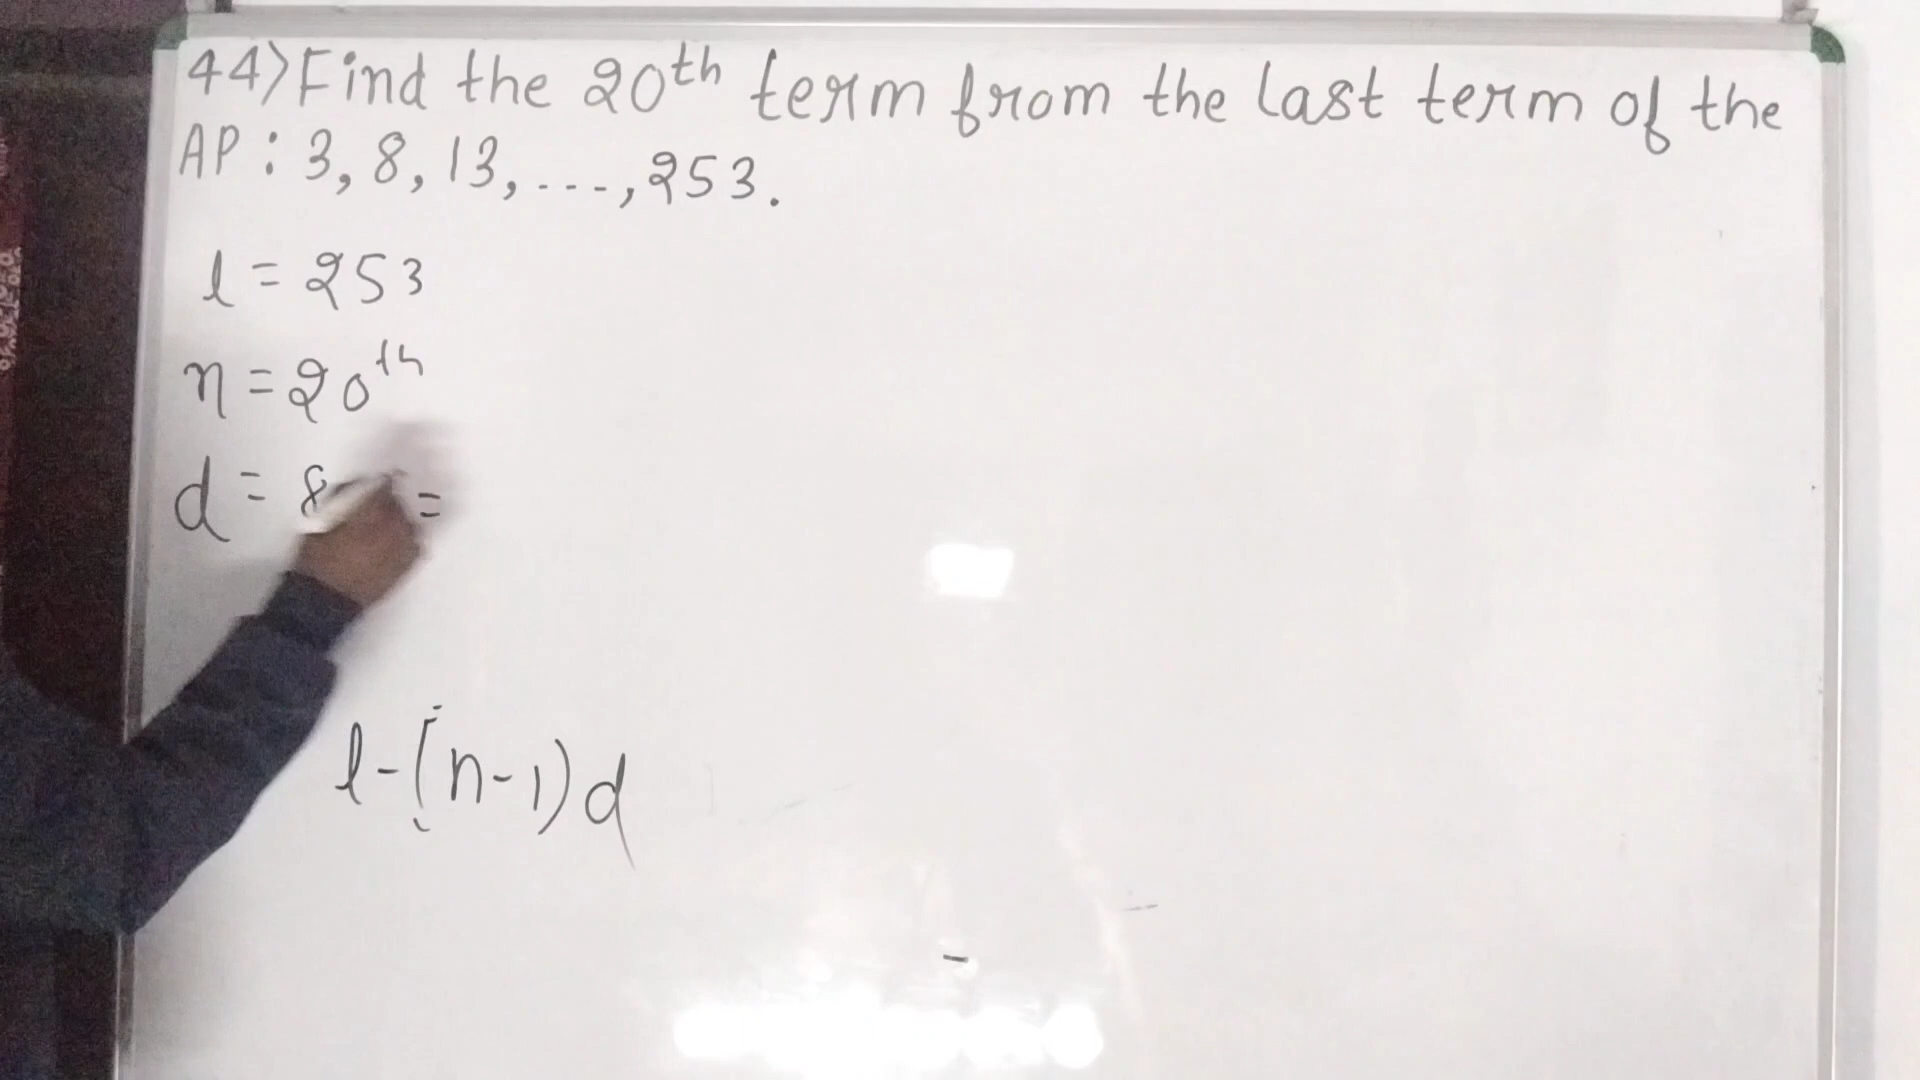 44) Find the 20th term from the last term of the
AP : 3, 8, 13, ---, 253.
l = 253
n = 20th
d = 8 =
l-(n-1)d